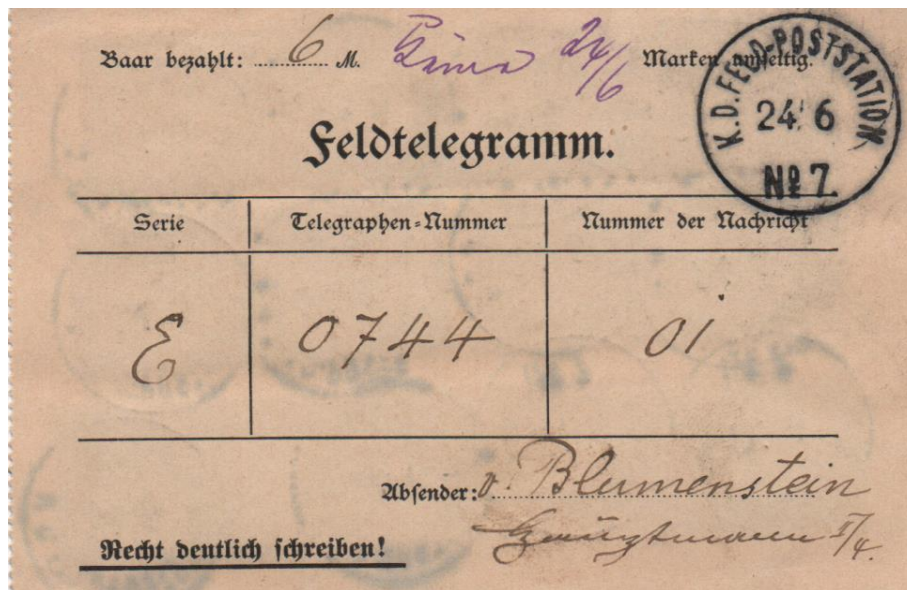 Baar bezahlt: 6 M. 24/6 Marken umseitig.
K. D. FELD-POSTSTATION
24 6
No 7.
Feldtelegramm.
Serie Telegraphen-Nummer Nummer der Nachricht
E 0744 01
Absender: v. Blumenstein
Hauptmann
Recht deutlich schreiben!